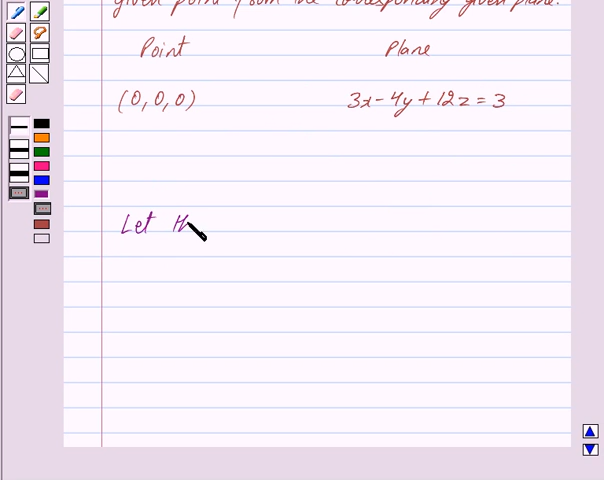 given point from the corresponding given plane.
Point Plane
(0, 0, 0) 3x - 4y + 12z = 3
Let